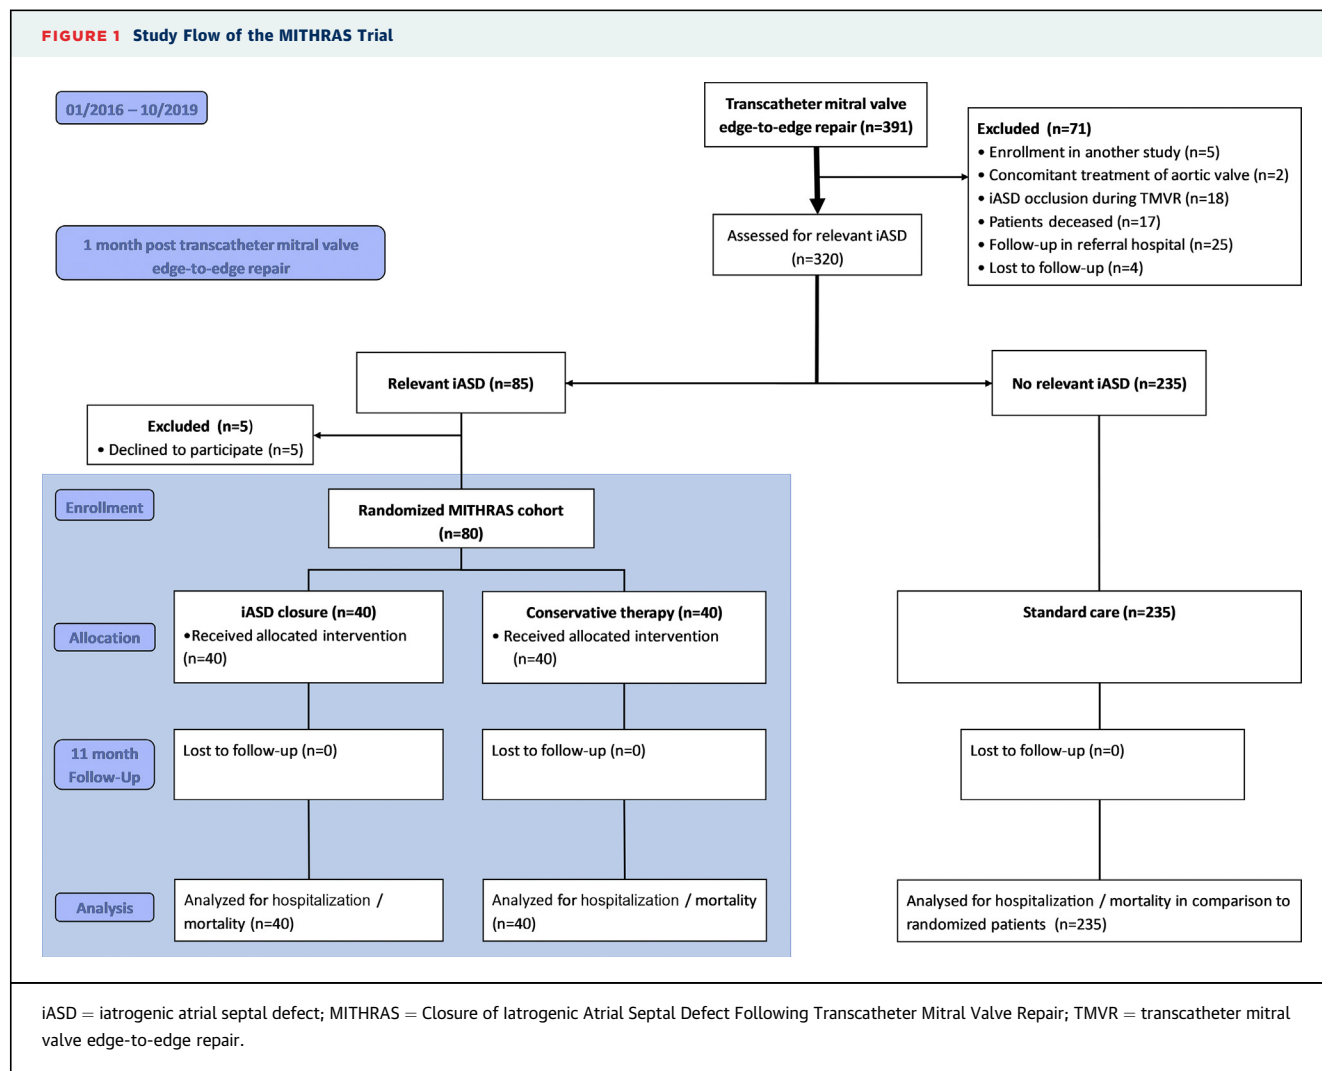 FIGURE 1 Study Flow of the MITHRAS Trial
01/2016 – 10/2019
Transcatheter mitral valve
edge-to-edge repair (n=391)
Excluded (n=71)
• Enrollment in another study (n=5)
• Concomitant treatment of aortic valve (n=2)
• iASD occlusion during TMVR (n=18)
• Patients deceased (n=17)
• Follow-up in referral hospital (n=25)
• Lost to follow-up (n=4)
1 month post transcatheter mitral valve
edge-to-edge repair
Assessed for relevant iASD
(n=320)
Relevant iASD (n=85)
No relevant iASD (n=235)
Excluded (n=5)
• Declined to participate (n=5)
Enrollment
Randomized MITHRAS cohort
(n=80)
Allocation
iASD closure (n=40)
•Received allocated intervention
(n=40)
Conservative therapy (n=40)
• Received allocated intervention
(n=40)
Standard care (n=235)
11 month
Follow-Up
Lost to follow-up (n=0)
Lost to follow-up (n=0)
Lost to follow-up (n=0)
Analysis
Analyzed for hospitalization /
mortality (n=40)
Analyzed for hospitalization / mortality
(n=40)
Analysed for hospitalization / mortality in comparison to
randomized patients (n=235)
iASD = iatrogenic atrial septal defect; MITHRAS = Closure of Iatrogenic Atrial Septal Defect Following Transcatheter Mitral Valve Repair; TMVR = transcatheter mitral
valve edge-to-edge repair.